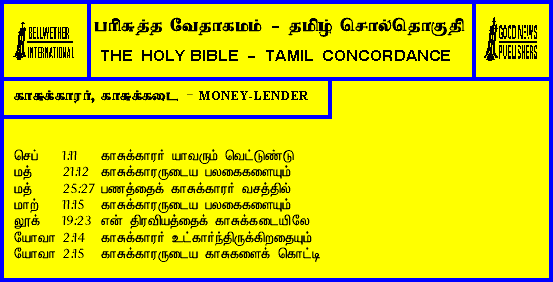 BELLWETHER
INTERNATIONAL
பரிசுத்த வேதாகமம் - தமிழ் சொல்தொகுதி
THE HOLY BIBLE - TAMIL CONCORDANCE
GOOD NEWS
PUBLISHERS
காசுக்காரர், காசுக்கடை - MONEY-LENDER
செப் 1:11 காசுக்காரர் யாவரும் வெட்டுண்டு
மத் 21:12 காசுக்காரருடைய பலகைகளையும்
மத் 25:27 பணத்தைக் காசுக்காரர் வசத்தில்
மாற் 11:15 காசுக்காரருடைய பலகைகளையும்
லூக் 19:23 என் திரவியத்தைக் காசுக்கடையிலே
யோவா 2:14 காசுக்காரர் உட்கார்ந்திருக்கிறதையும்
யோவா 2:15 காசுக்காரருடைய காசுகளைக் கொட்டி